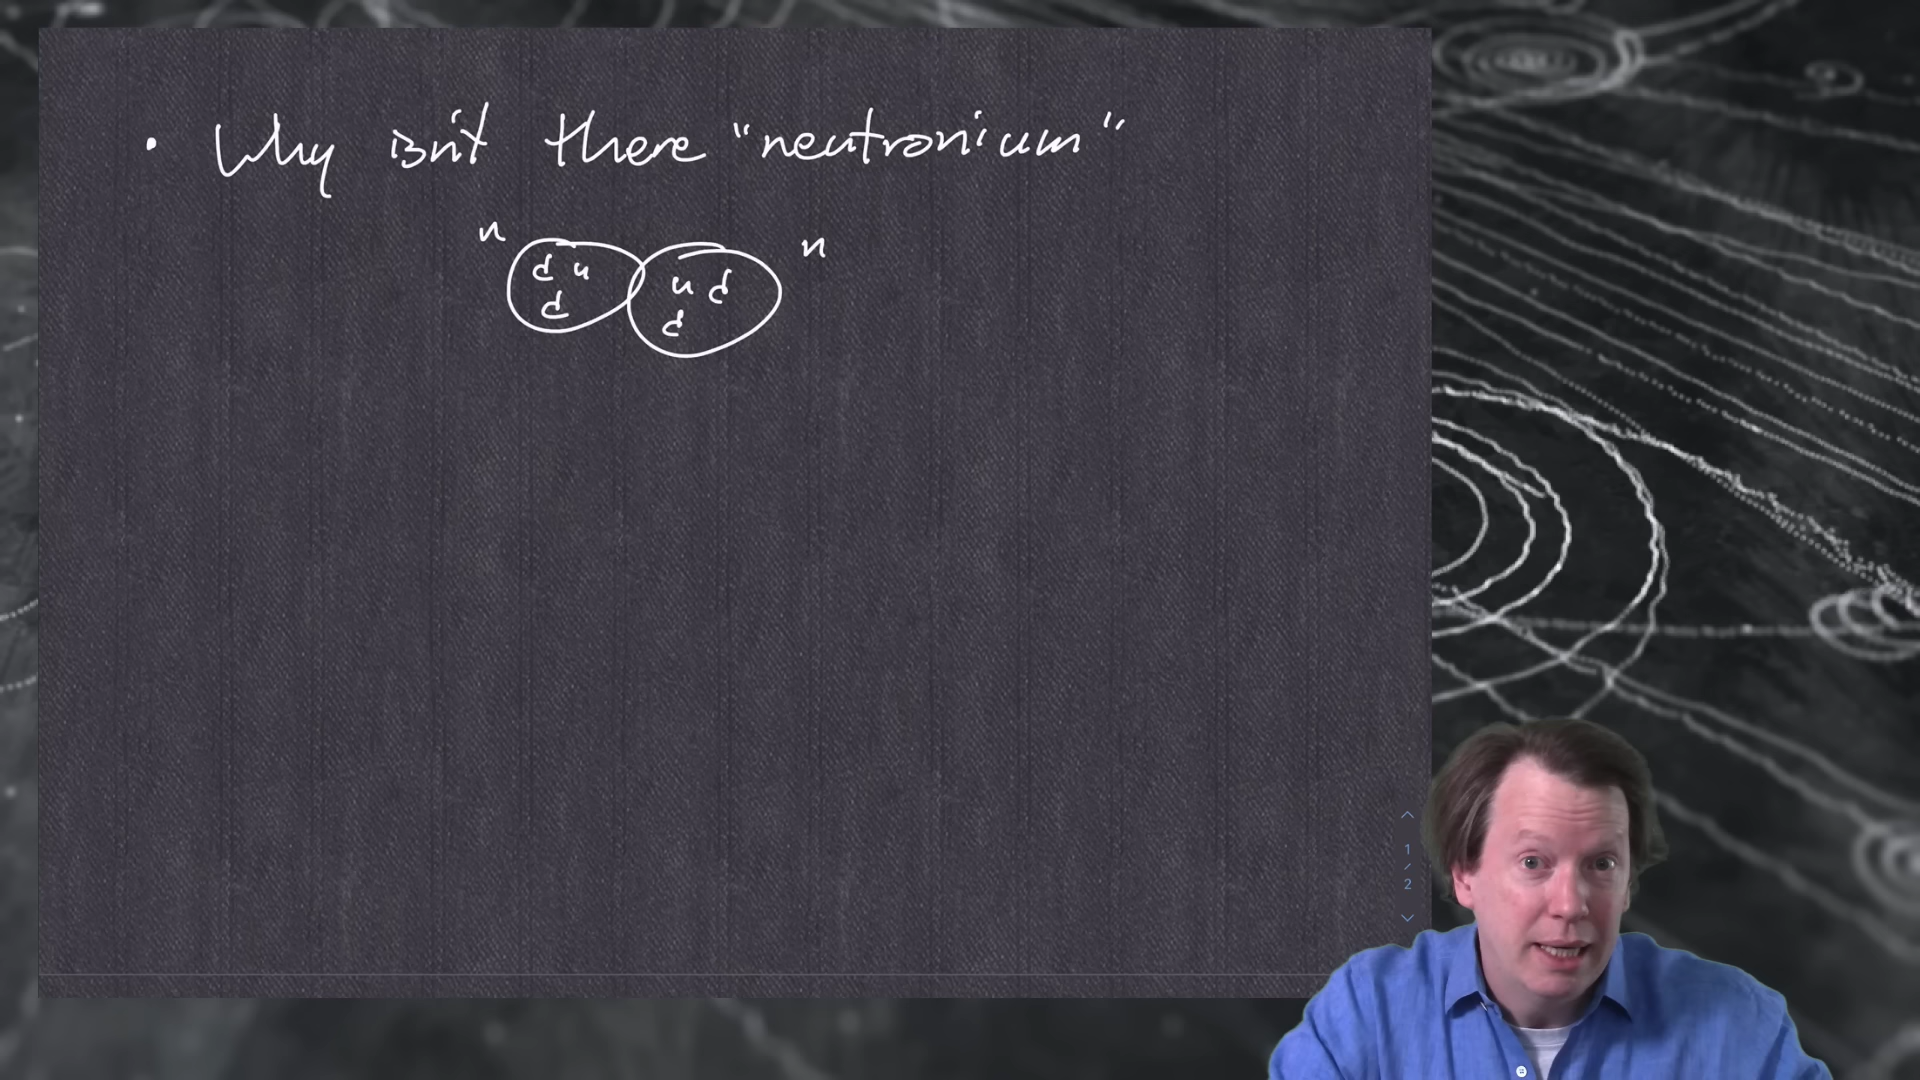 • Why isn't there "neutronium"
n n
d u u d
d d
1
/
2